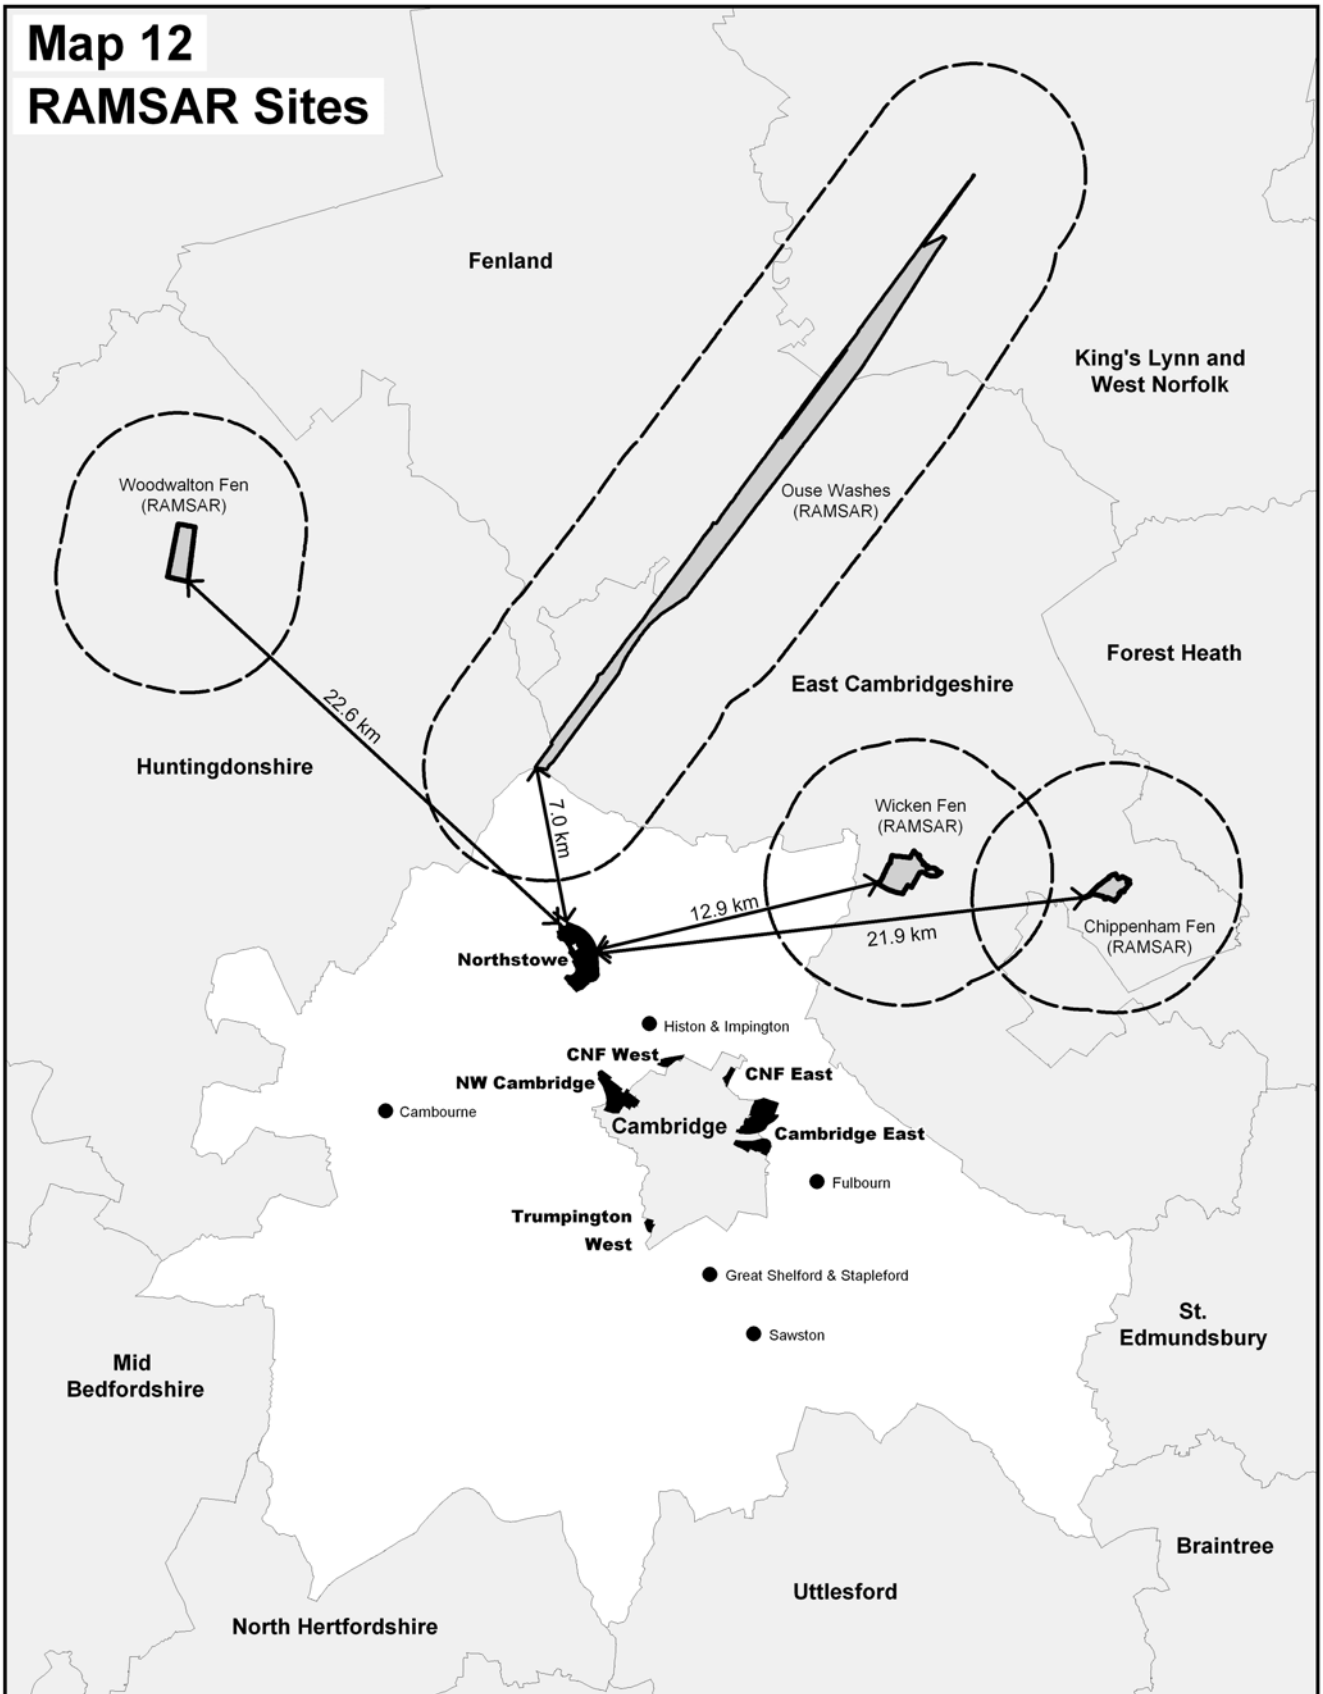 Map 12
RAMSAR Sites
Fenland
King's Lynn and
West Norfolk
Woodwalton Fen
(RAMSAR)
Ouse Washes
(RAMSAR)
Forest Heath
East Cambridgeshire
22.6 km
Huntingdonshire
7.0 km
Wicken Fen
(RAMSAR)
12.9 km
21.9 km
Chippenham Fen
(RAMSAR)
Northstowe
Histon & Impington
CNF West
CNF East
NW Cambridge
Cambourne
Cambridge
Cambridge East
Fulbourn
Trumpington
West
Great Shelford & Stapleford
Sawston
St.
Edmundsbury
Mid
Bedfordshire
Braintree
Uttlesford
North Hertfordshire